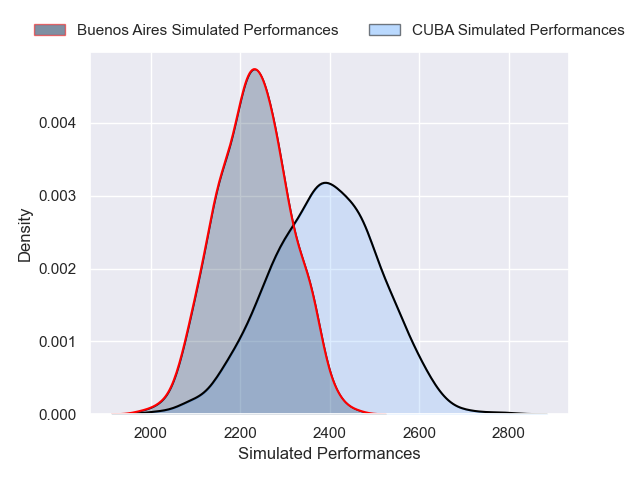 Buenos Aires Simulated Performances CUBA Simulated Performances
0.004
0.003
0.002
0.001
0.000
Density
2000 2200 2400 2600 2800
Simulated Performances